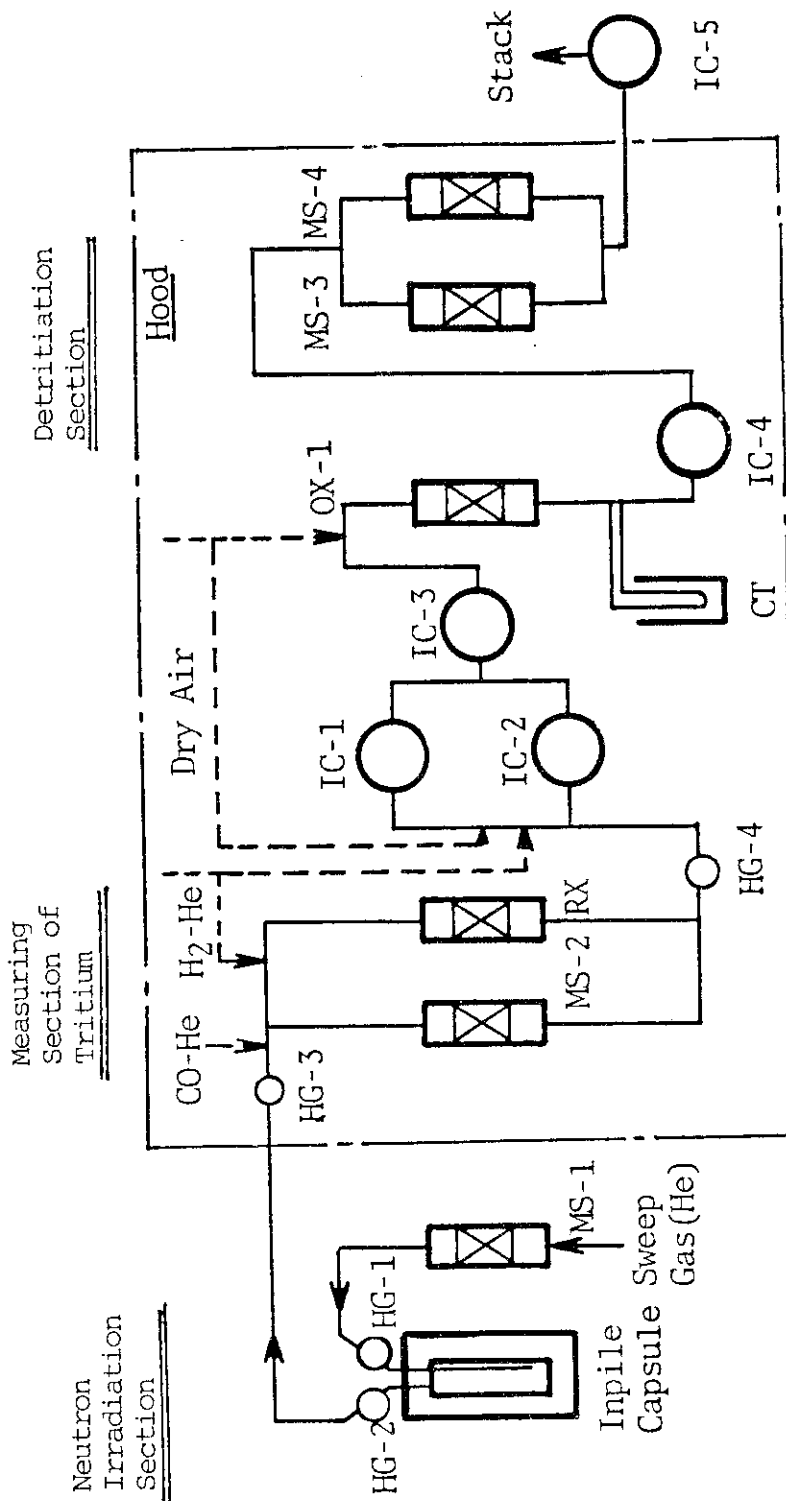 Neutron
Irradiation
Section
Measuring
Section of
Tritium
Detritiation
Section
Hood
Stack
IC-5
MS-3
MS-4
OX-1
IC-4
CT
IC-3
Dry Air
IC-1
IC-2
HG-4
H2-He
CO-He
HG-3
MS-2
RX
HG-1
HG-2
MS-1
Sweep
Gas(He)
Inpile
Capsule